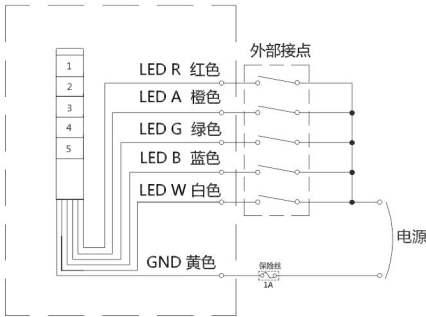 外部接点
1
2
3
4
5
LED R 红色
LED A 橙色
LED G 绿色
LED B 蓝色
LED W 白色
电源
GND 黄色
保险丝
1A